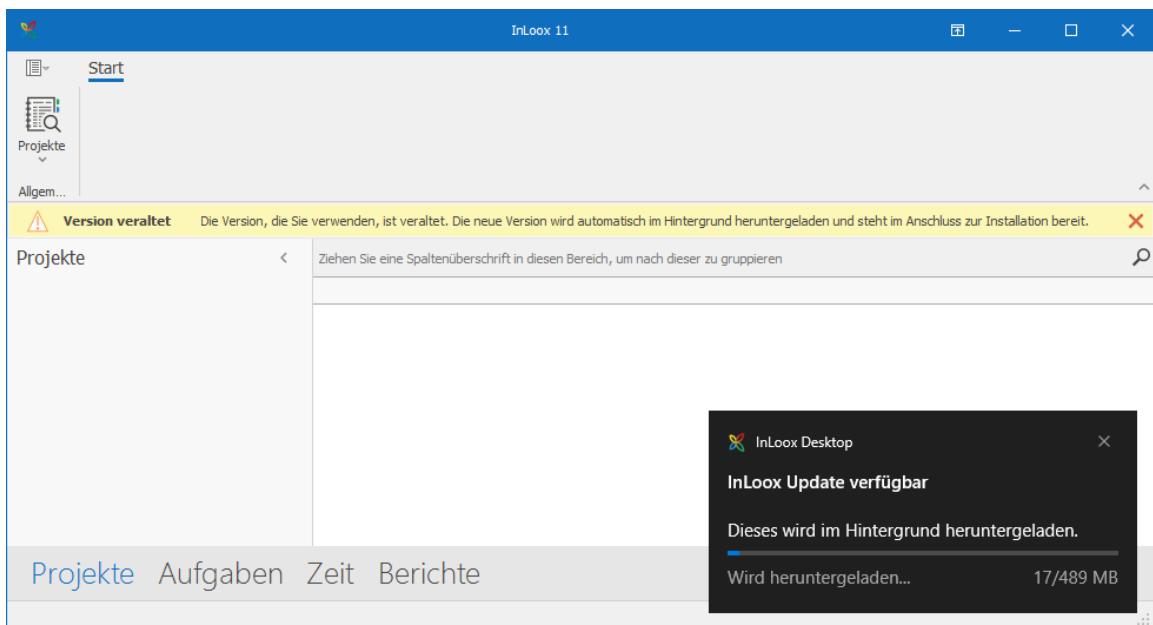 InLoox 11
Start
Projekte
Allgem...
Version veraltet Die Version, die Sie verwenden, ist veraltet. Die neue Version wird automatisch im Hintergrund heruntergeladen und steht im Anschluss zur Installation bereit.
Projekte
Ziehen Sie eine Spaltenüberschrift in diesen Bereich, um nach dieser zu gruppieren
InLoox Desktop
InLoox Update verfügbar
Dieses wird im Hintergrund heruntergeladen.
Wird heruntergeladen... 17/489 MB
Projekte Aufgaben Zeit Berichte